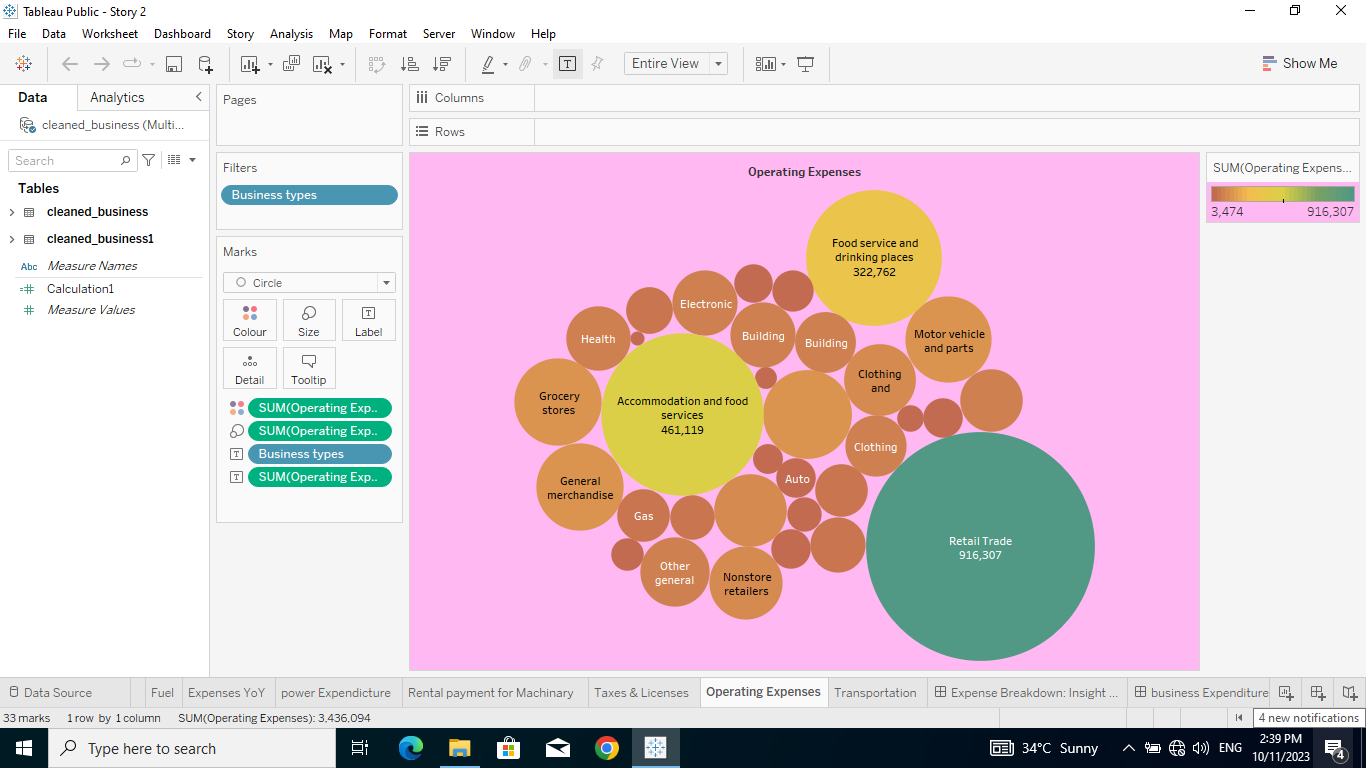 Tableau Public - Story 2
File Data Worksheet Dashboard Story Analysis Map Format Server Window Help
Entire View
Show Me
Data Analytics
cleaned_business (Multi...
Search
Tables
cleaned_business
cleaned_business1
Abc Measure Names
Calculation1
Measure Values
Pages
Filters
Business types
Marks
Circle
Colour Size Label
Detail Tooltip
SUM(Operating Exp..
SUM(Operating Exp..
Business types
SUM(Operating Exp..
Columns
Rows
Operating Expenses
Food service and
drinking places
322,762
Electronic
Building
Building
Motor vehicle
and parts
Health
Clothing
and
Grocery
stores
Accommodation and food
services
461,119
Clothing
General
merchandise
Auto
Gas
Retail Trade
916,307
Other
general
Nonstore
retailers
SUM(Operating Expens...
3,474 916,307
Data Source Fuel Expenses YoY power Expendicture Rental payment for Machinery Taxes & Licenses Operating Expenses Transportation Expense Breakdown: Insight ... business Expenditure
33 marks 1 row by 1 column SUM(Operating Expenses): 3,436,094
4 new notifications
Type here to search
34°C Sunny
ENG
2:39 PM
10/11/2023
4